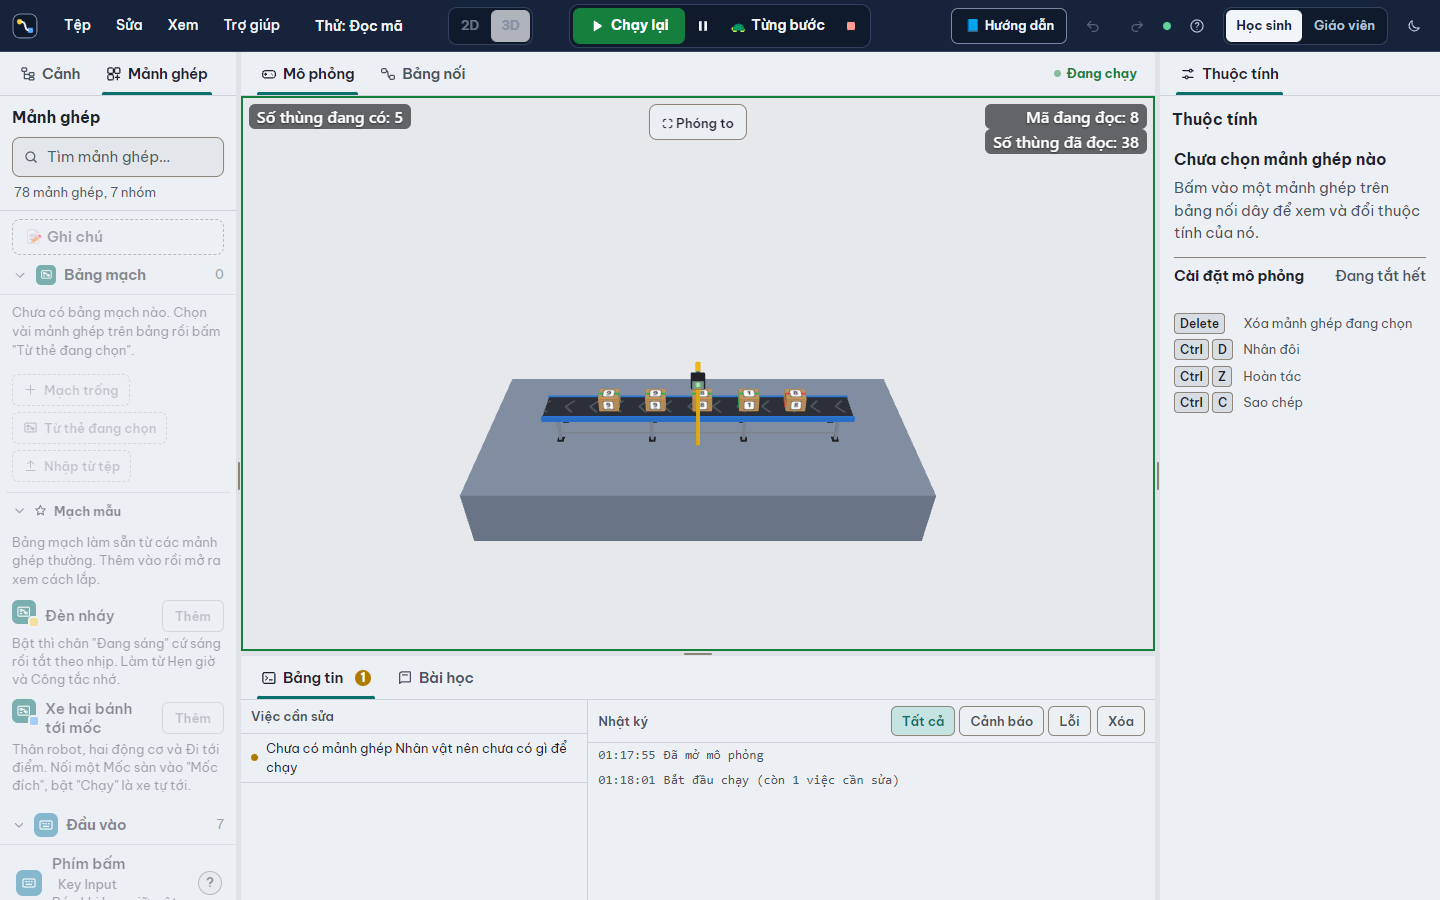 Tệp Sửa Xem Trợ giúp Thử: Đọc mã 2D 3D Chạy lại Từng bước Hướng dẫn Học sinh Giáo viên
Cảnh Mảnh ghép
Mảnh ghép
Tìm mảnh ghép...
78 mảnh ghép, 7 nhóm
Ghi chú
Bảng mạch 0
Chưa có bảng mạch nào. Chọn
vài mảnh ghép trên bảng rồi bấm
"Từ thẻ đang chọn".
Mạch trống
Từ thẻ đang chọn
Nhập từ tệp
Mạch mẫu
Bảng mạch làm sẵn từ các mảnh
ghép thường. Thêm vào rồi mở ra
xem cách lắp.
Đèn nháy Thêm
Bật thì chân "Đang sáng" cứ sáng
rồi tắt theo nhịp. Làm từ Hẹn giờ
và Công tắc nhớ.
Xe hai bánh
tới mốc
Thêm
Thân robot, hai động cơ và Đi tới
điểm. Nối một Mốc sàn vào "Mốc
đích", bật "Chạy" là xe tự tới.
Đầu vào 7
Phím bấm
Key Input
?
Mô phỏng Bảng nối Đang chạy
Số thùng đang có: 5
Phóng to
Mã đang đọc: 8
Số thùng đã đọc: 38
9 9 8 1 8
9 9 8 1 8
Bảng tin 1 Bài học
Việc cần sửa
Chưa có mảnh ghép Nhân vật nên chưa có gì để
chạy
Nhật ký Tất cả Cảnh báo Lỗi Xóa
01:17:55 Đã mở mô phỏng
01:18:01 Bắt đầu chạy (còn 1 việc cần sửa)
Thuộc tính
Thuộc tính
Chưa chọn mảnh ghép nào
Bấm vào một mảnh ghép trên
bảng nối dây để xem và đổi thuộc
tính của nó.
Cài đặt mô phỏng Đang tắt hết
Delete Xóa mảnh ghép đang chọn
Ctrl D Nhân đôi
Ctrl Z Hoàn tác
Ctrl C Sao chép